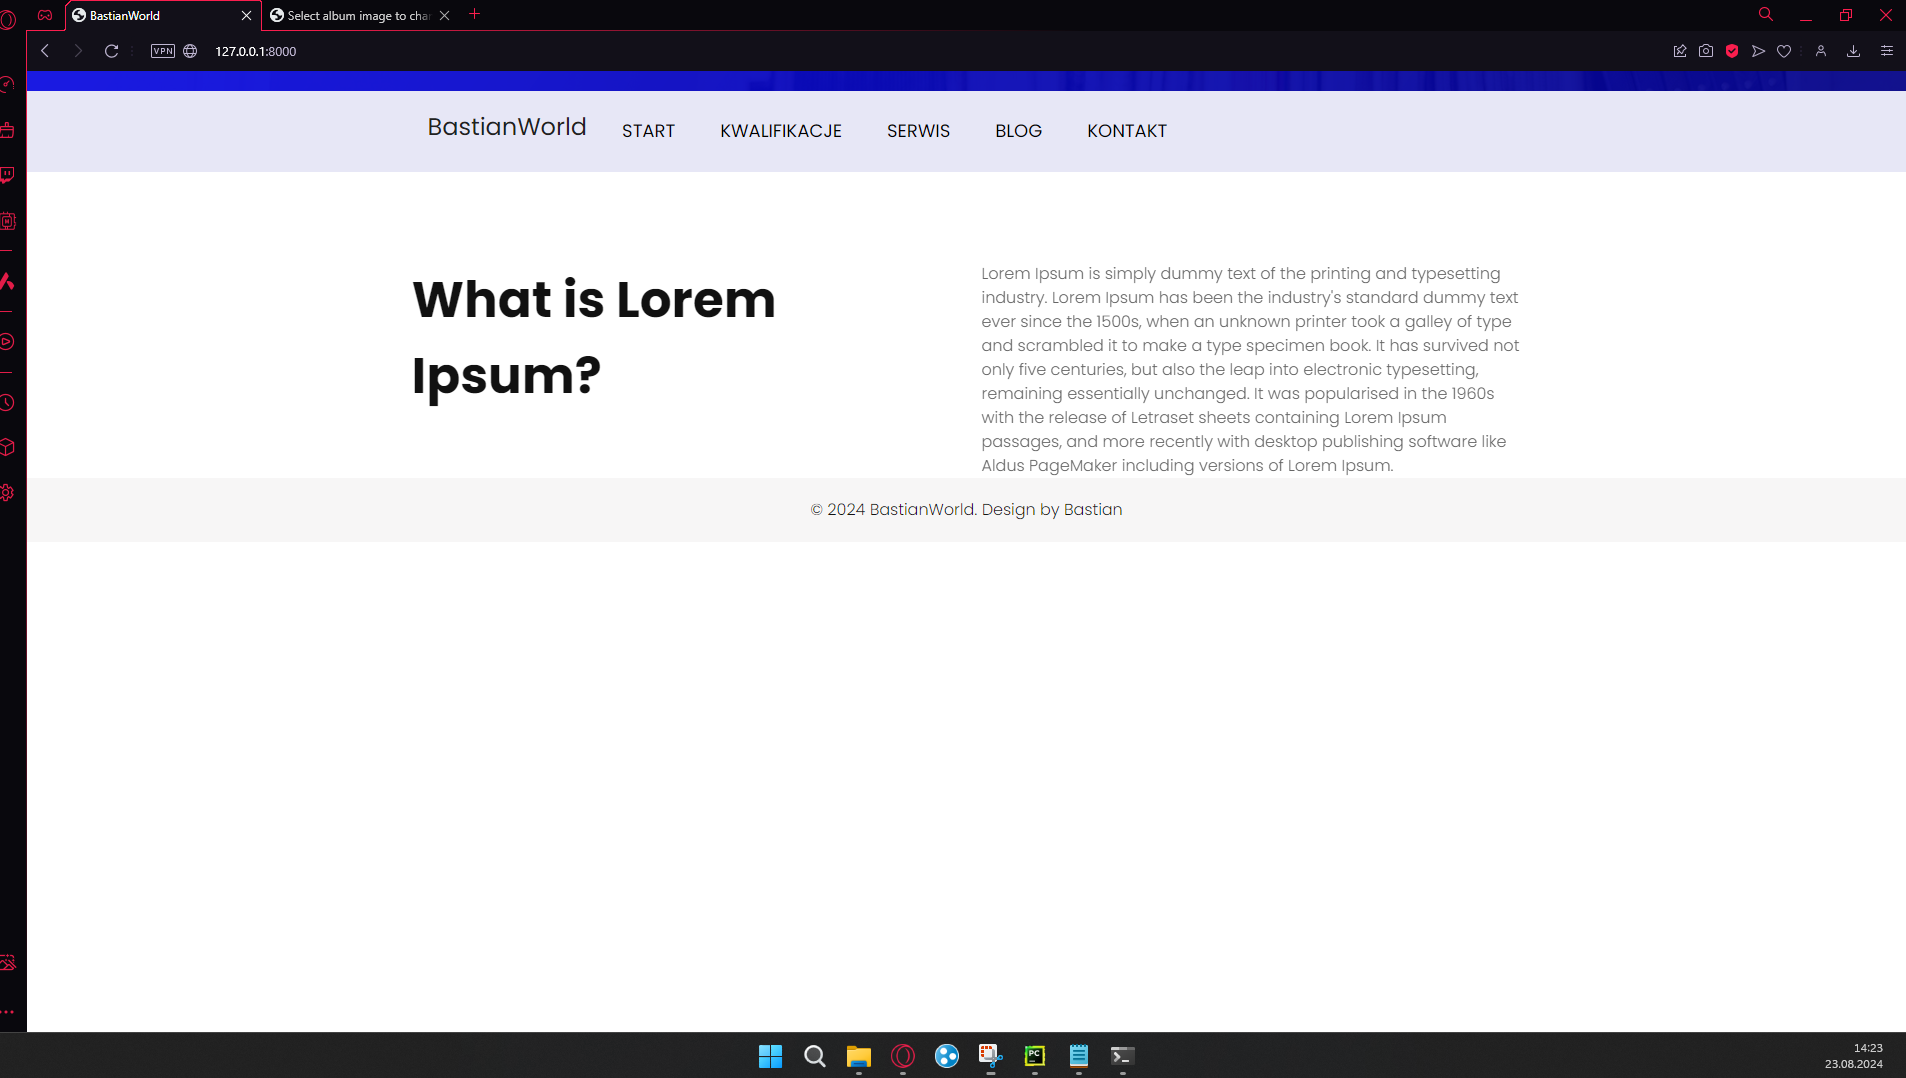 BastianWorld
Select album image to chan
VPN
127.0.0.1:8000
BastianWorld START KWALIFIKACJE SERWIS BLOG KONTAKT
What is Lorem
Ipsum?
Lorem Ipsum is simply dummy text of the printing and typesetting
industry. Lorem Ipsum has been the industry's standard dummy text
ever since the 1500s, when an unknown printer took a galley of type
and scrambled it to make a type specimen book. It has survived not
only five centuries, but also the leap into electronic typesetting,
remaining essentially unchanged. It was popularised in the 1960s
with the release of Letraset sheets containing Lorem Ipsum
passages, and more recently with desktop publishing software like
Aldus PageMaker including versions of Lorem Ipsum.
© 2024 BastianWorld. Design by Bastian
PC
14:23
23.08.2024